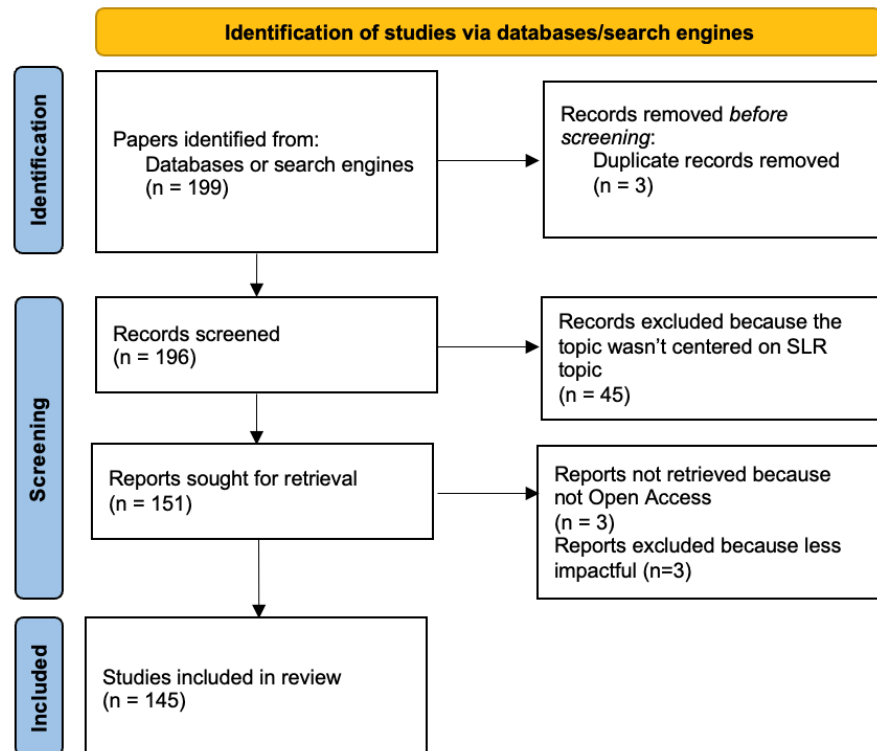 Identification of studies via databases/search engines
Identification
Papers identified from:
Databases or search engines
(n = 199)
Records removed before
screening:
Duplicate records removed
(n = 3)
Screening
Records screened
(n = 196)
Records excluded because the
topic wasn't centered on SLR
topic
(n = 45)
Reports sought for retrieval
(n = 151)
Reports not retrieved because
not Open Access
(n = 3)
Reports excluded because less
impactful (n=3)
Included
Studies included in review
(n = 145)